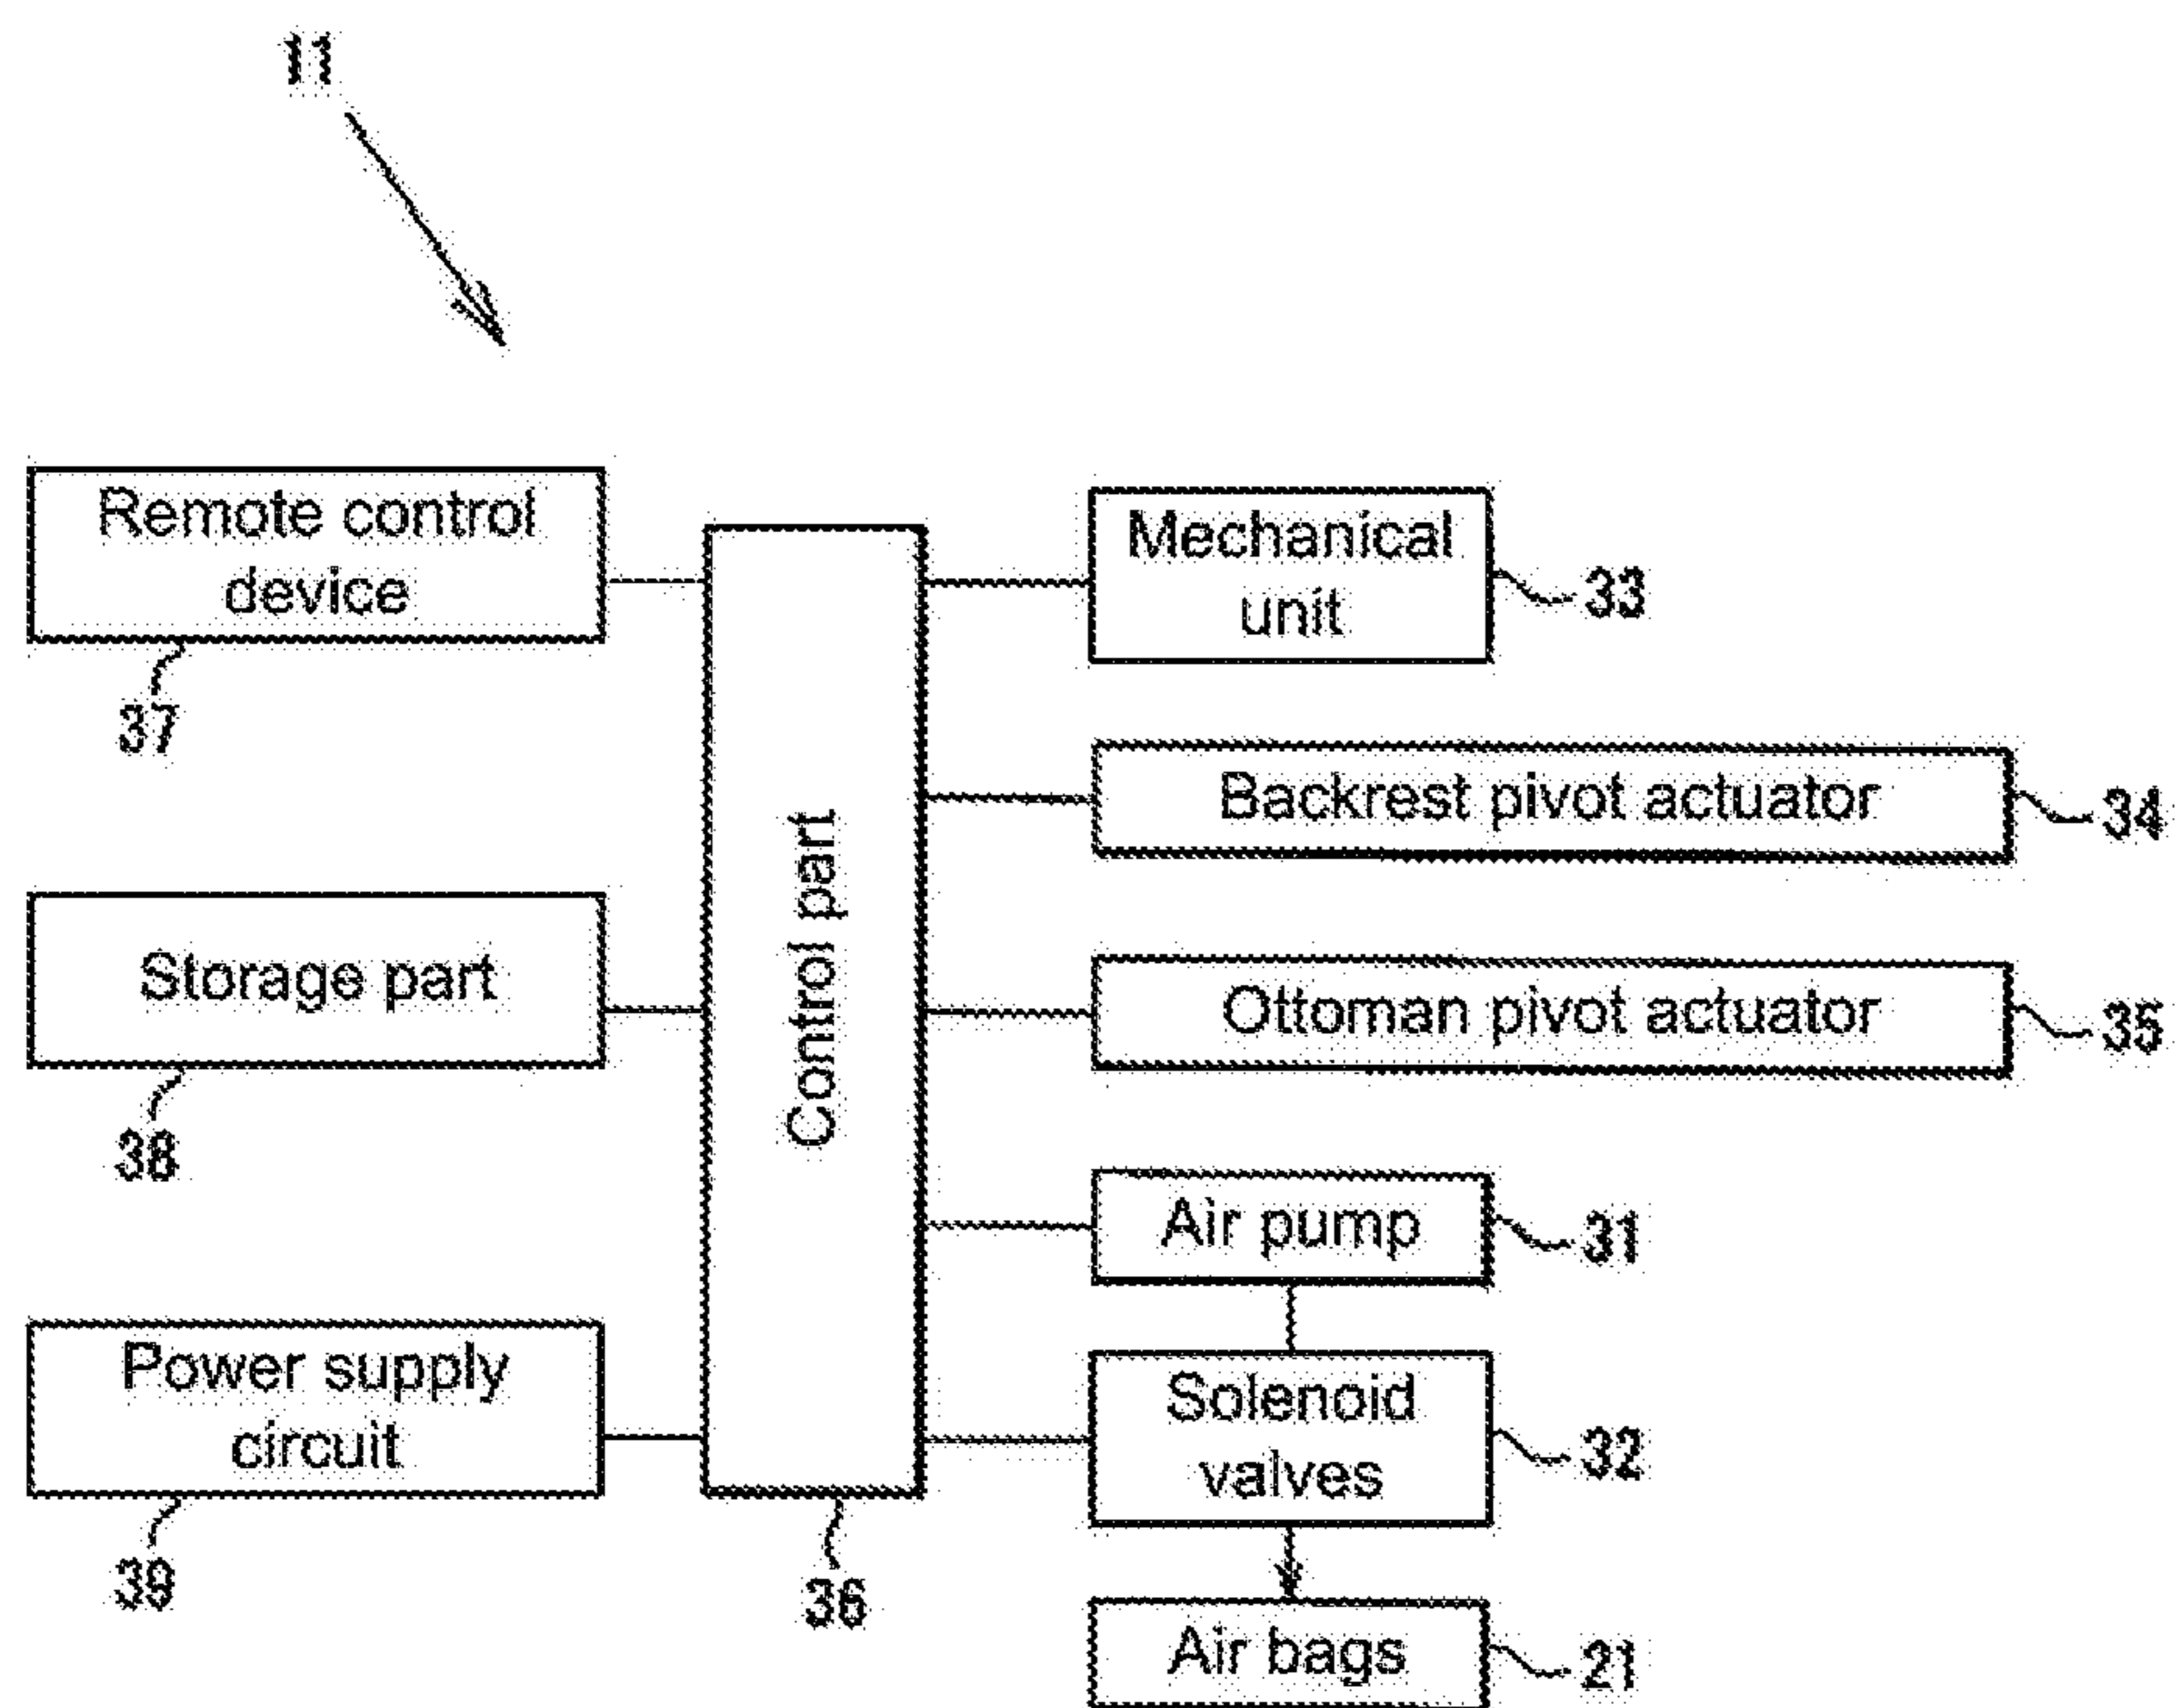 11
Remote control
device
37
Storage part
38
Power supply
circuit
39
Control part
36
Mechanical
unit
33
Backrest pivot actuator
34
Ottoman pivot actuator
35
Air pump
31
Solenoid
valves
32
Air bags
21